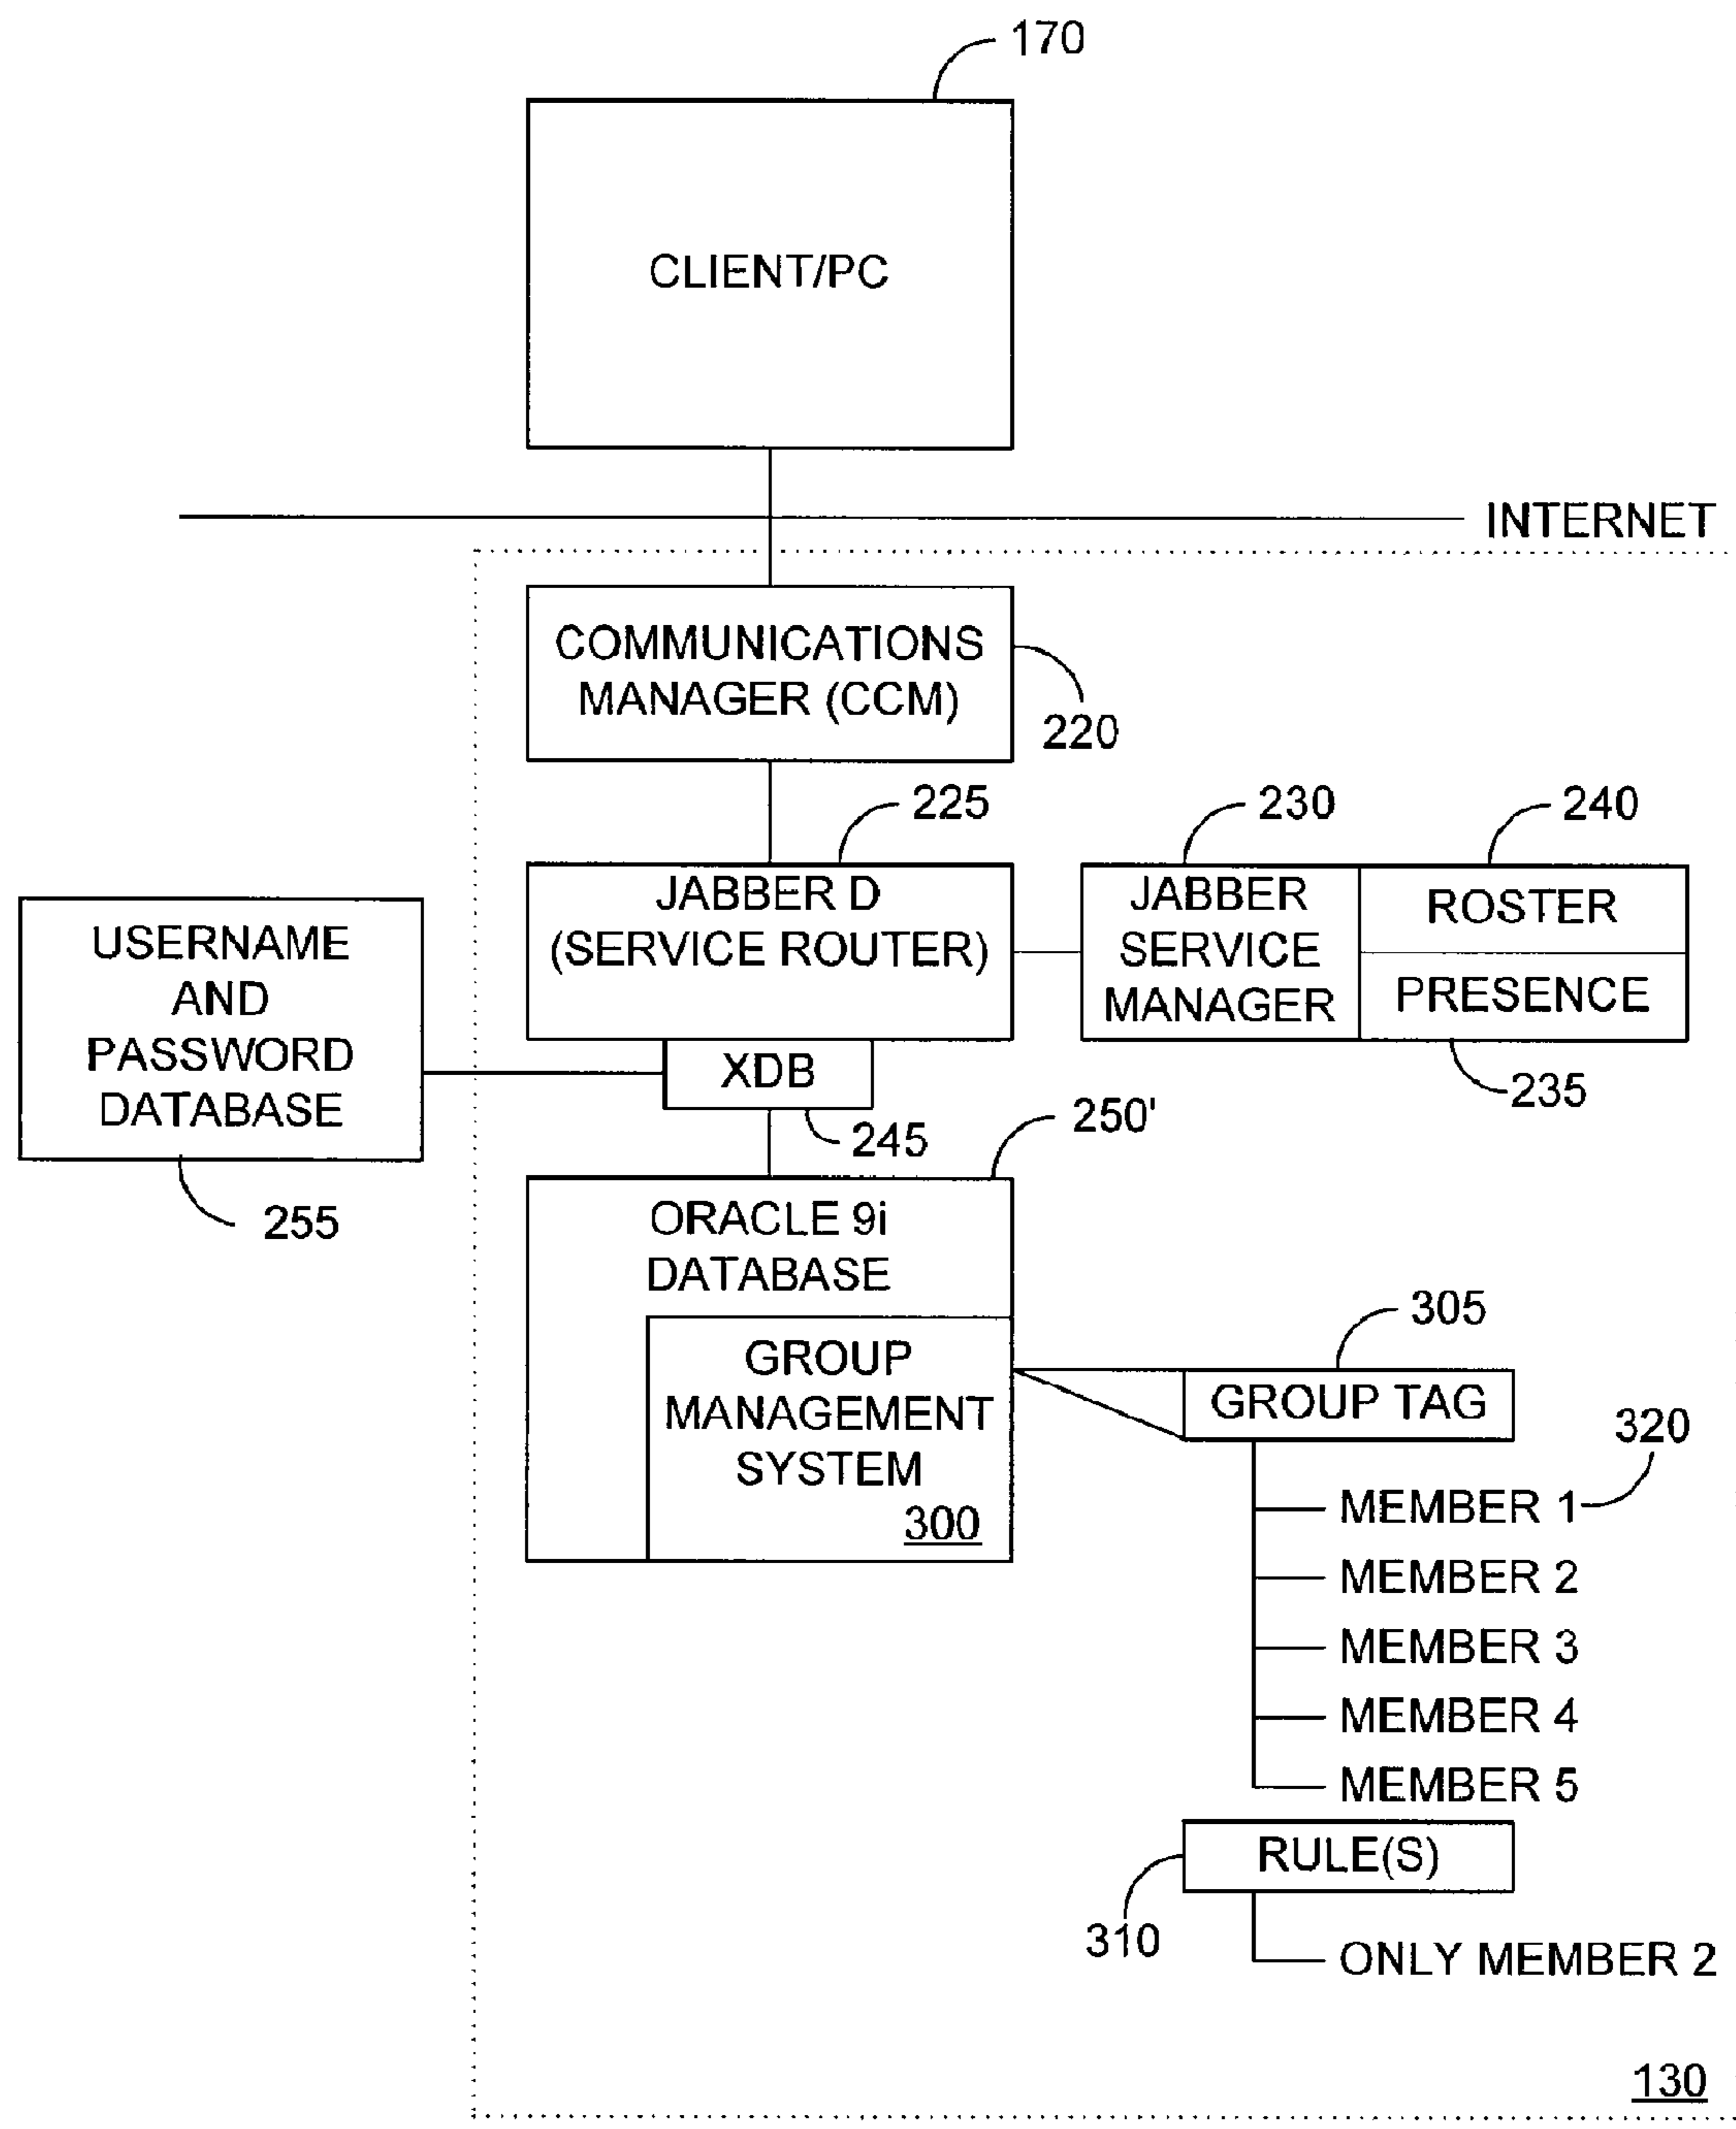 170
CLIENT/PC
INTERNET
COMMUNICATIONS
MANAGER (CCM)
220
225
230
240
JABBER D
(SERVICE ROUTER)
JABBER
SERVICE
MANAGER
ROSTER
PRESENCE
235
USERNAME
AND
PASSWORD
DATABASE
255
XDB
245
250'
ORACLE 9i
DATABASE
GROUP
MANAGEMENT
SYSTEM
300
305
GROUP TAG
320
MEMBER 1
MEMBER 2
MEMBER 3
MEMBER 4
MEMBER 5
RULE(S)
310
ONLY MEMBER 2
130